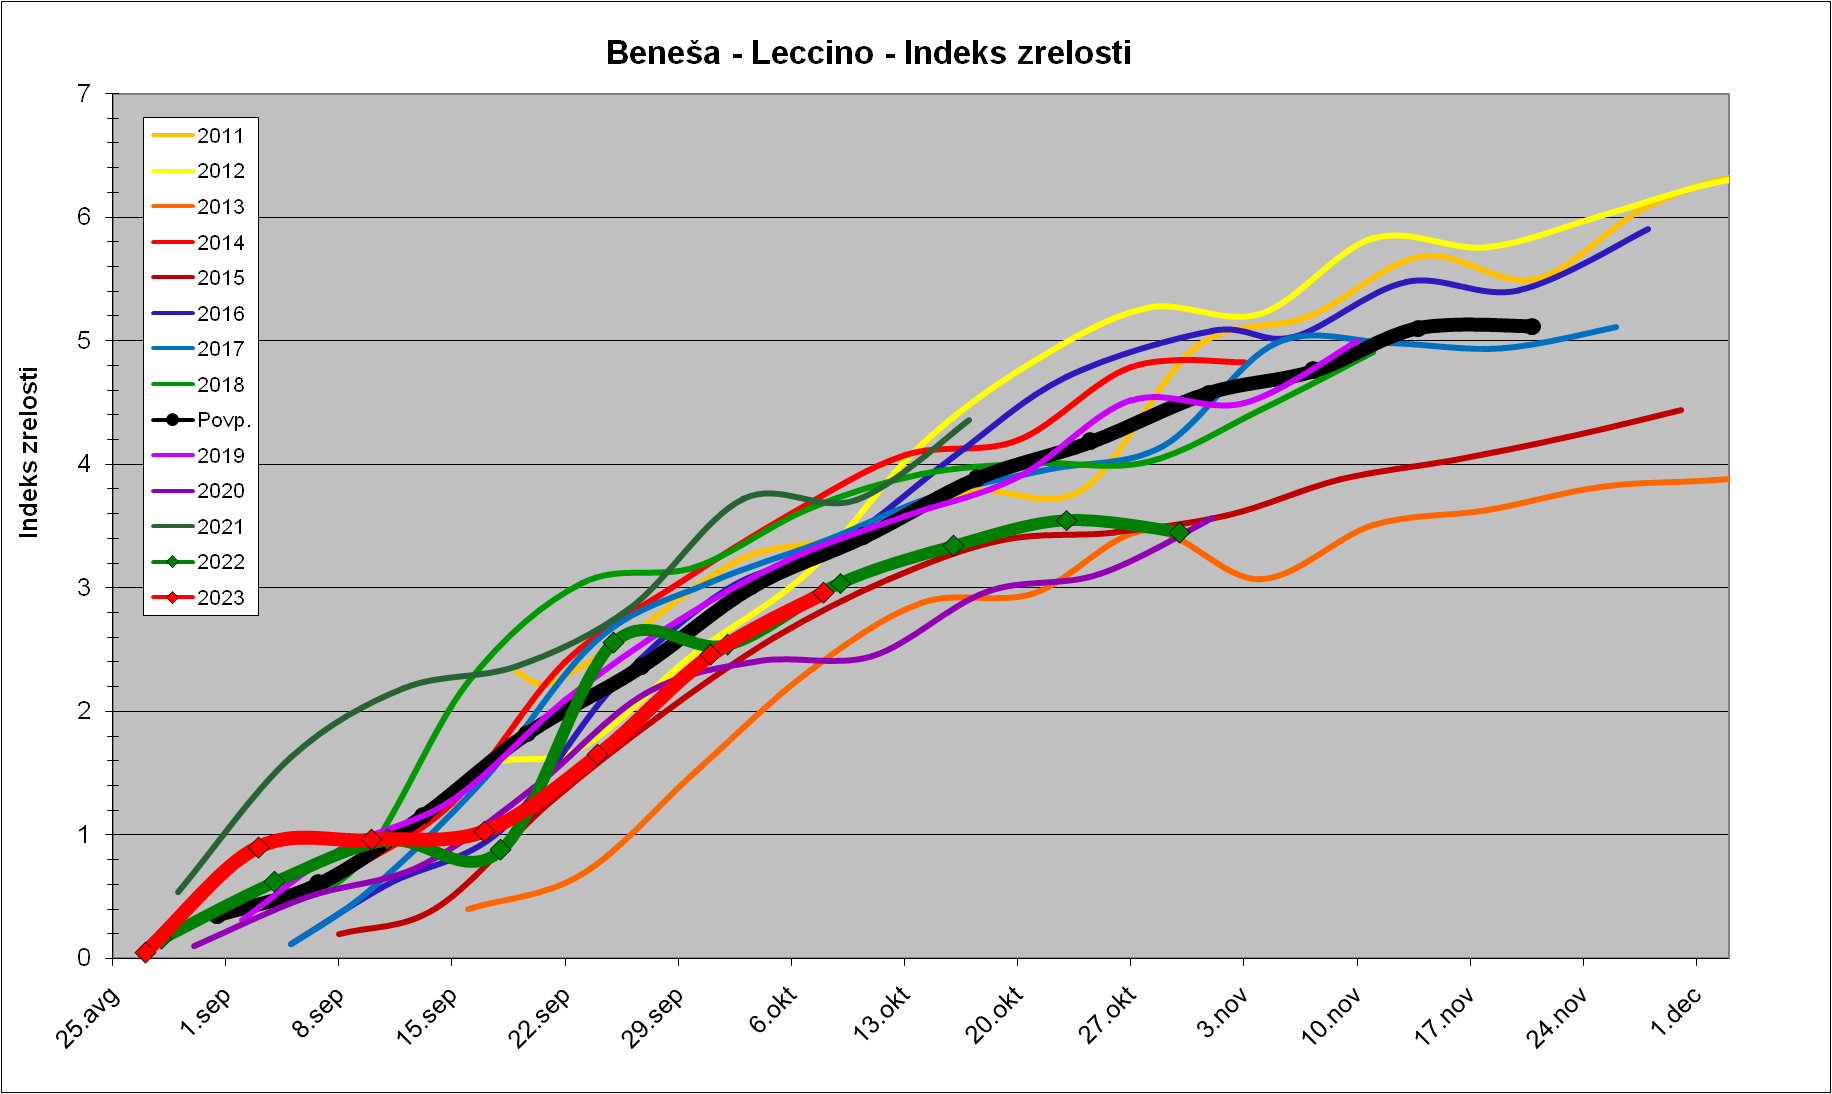 Beneša - Leccino - Indeks zrelosti
Indeks zrelosti
7
6
5
4
3
2
1
0
2011
2012
2013
2014
2015
2016
2017
2018
Povp.
2019
2020
2021
2022
2023
25.avg
1.sep
8.sep
15.sep
22.sep
29.sep
6.okt
13.okt
20.okt
27.okt
3.nov
10.nov
17.nov
24.nov
1.dec